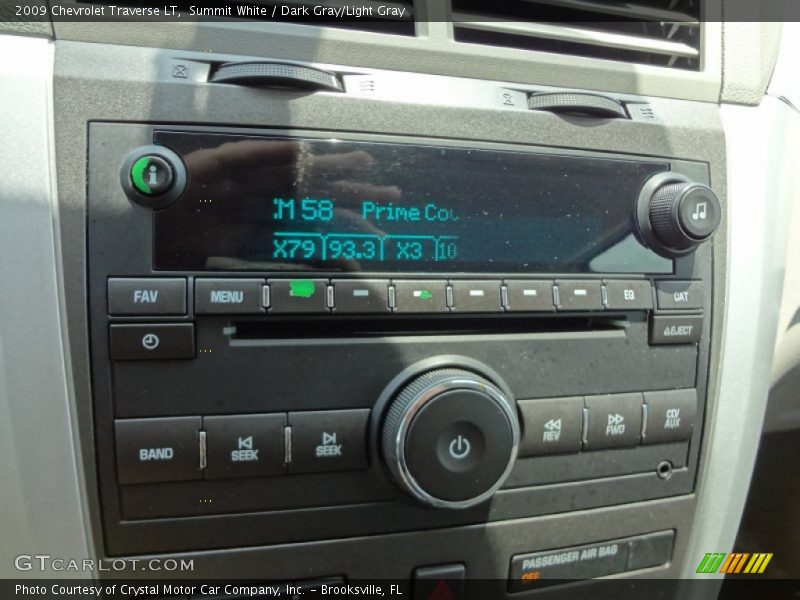 2009 Chevrolet Traverse LT,  Summit White / Dark Gray/Light Gray
i
:M 58 Prime Cou
X79 93.3 X3 10
FAV
MENU
EQ
CAT
EJECT
BAND
SEEK
SEEK
REV
FWD
CD/
AUX
PASSENGER AIR BAG
OFF
GTCARLOT.COM
Photo Courtesy of Crystal Motor Car Company, Inc. – Brooksville, FL